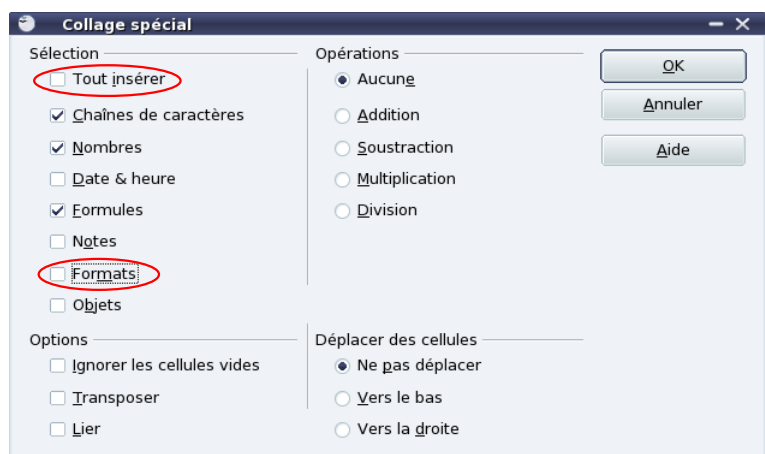 Collage spécial
Sélection
Tout insérer
Chaînes de caractères
Nombres
Date & heure
Formules
Notes
Formats
Objets
Opérations
Aucune
Addition
Soustraction
Multiplication
Division
OK
Annuler
Aide
Options
Ignorer les cellules vides
Transposer
Lier
Déplacer des cellules
Ne pas déplacer
Vers le bas
Vers la droite